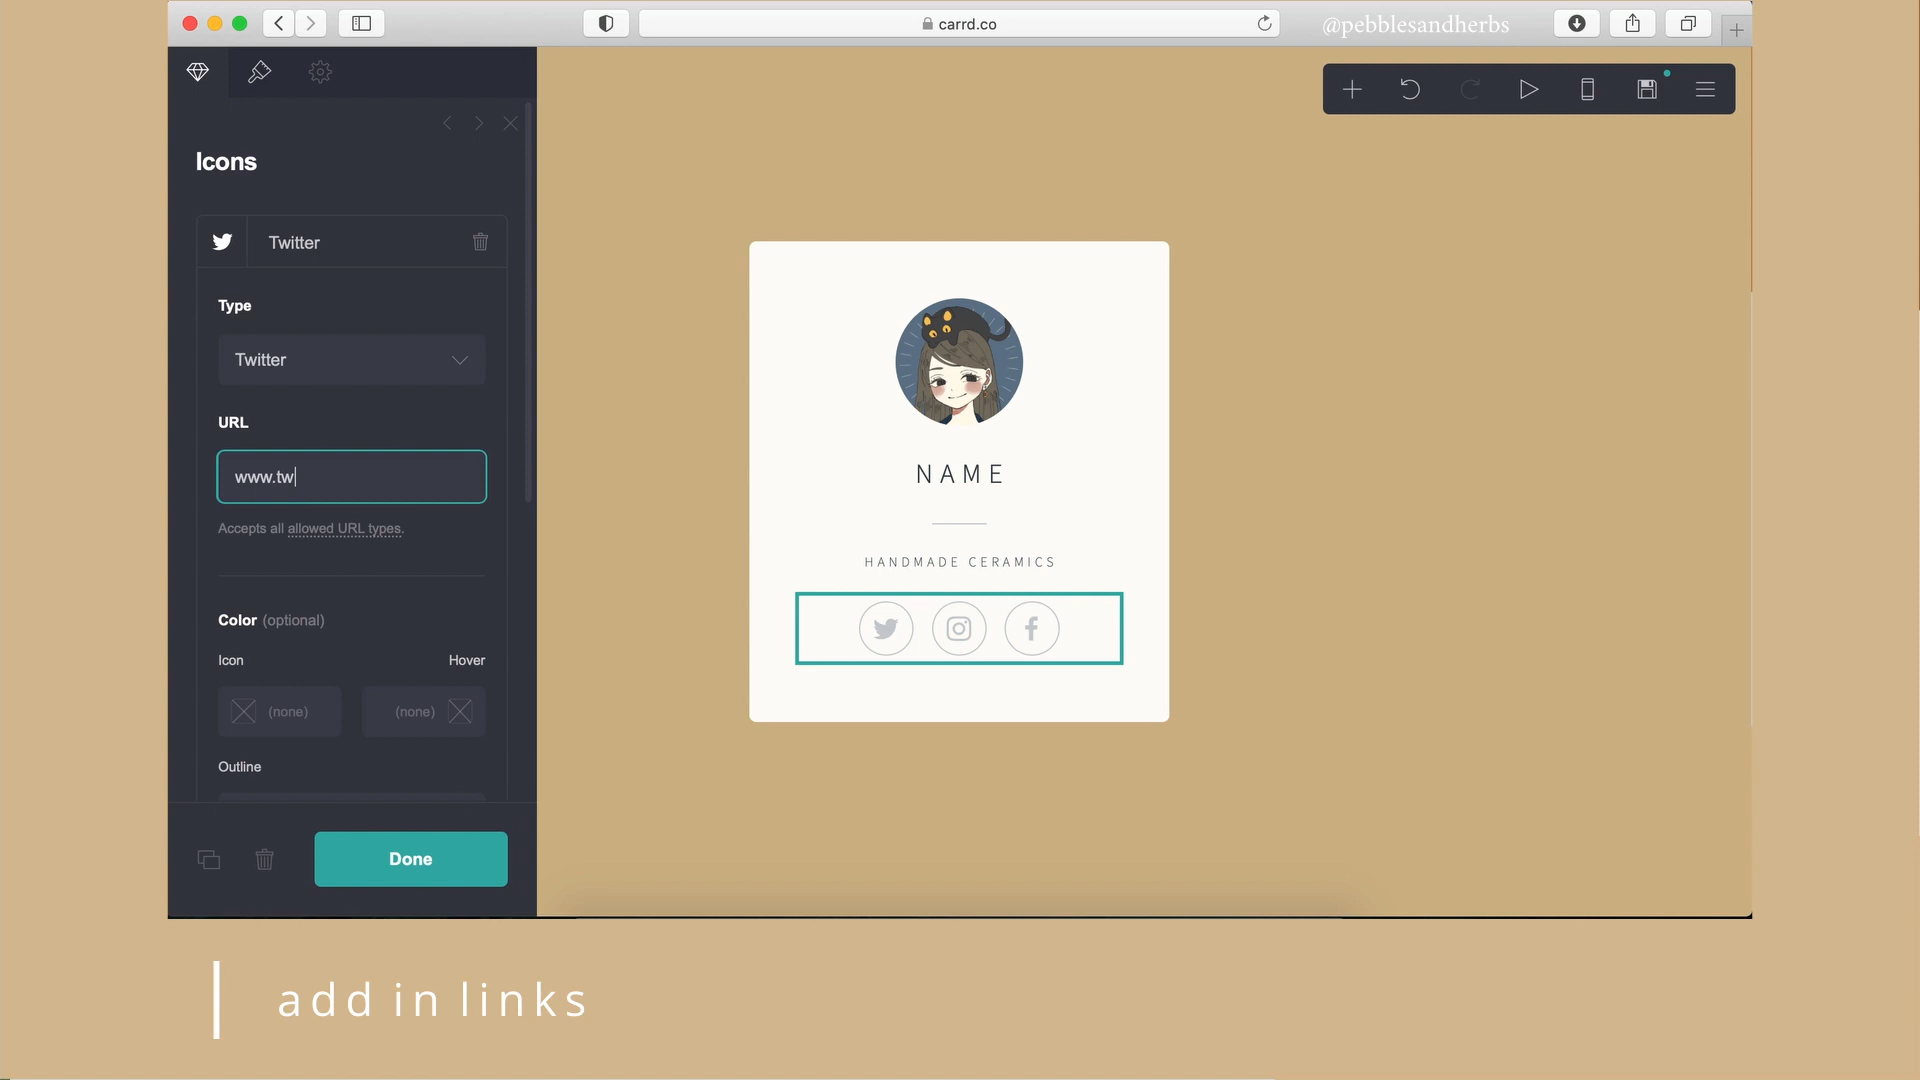 carrd.co
@pebblesandherbs
Icons
Twitter
Type
Twitter
URL
www.tw
Accepts all allowed URL types.
Color (optional)
Icon Hover
(none) (none)
Outline
Done
NAME
HANDMADE CERAMICS
add in links